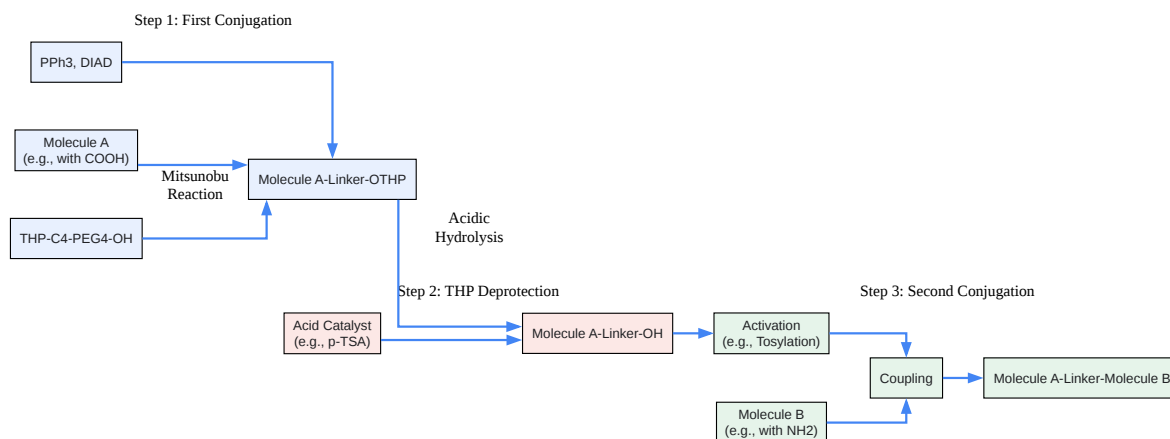 Step 1: First Conjugation
PPh3, DIAD
Molecule A
(e.g., with COOH)
Mitsunobu
Reaction
Molecule A-Linker-OTHP
THP-C4-PEG4-OH
Acidic
Hydrolysis
Step 2: THP Deprotection
Step 3: Second Conjugation
Acid Catalyst
(e.g., p-TSA)
Molecule A-Linker-OH
Activation
(e.g., Tosylation)
Coupling
Molecule A-Linker-Molecule B
Molecule B
(e.g., with NH2)